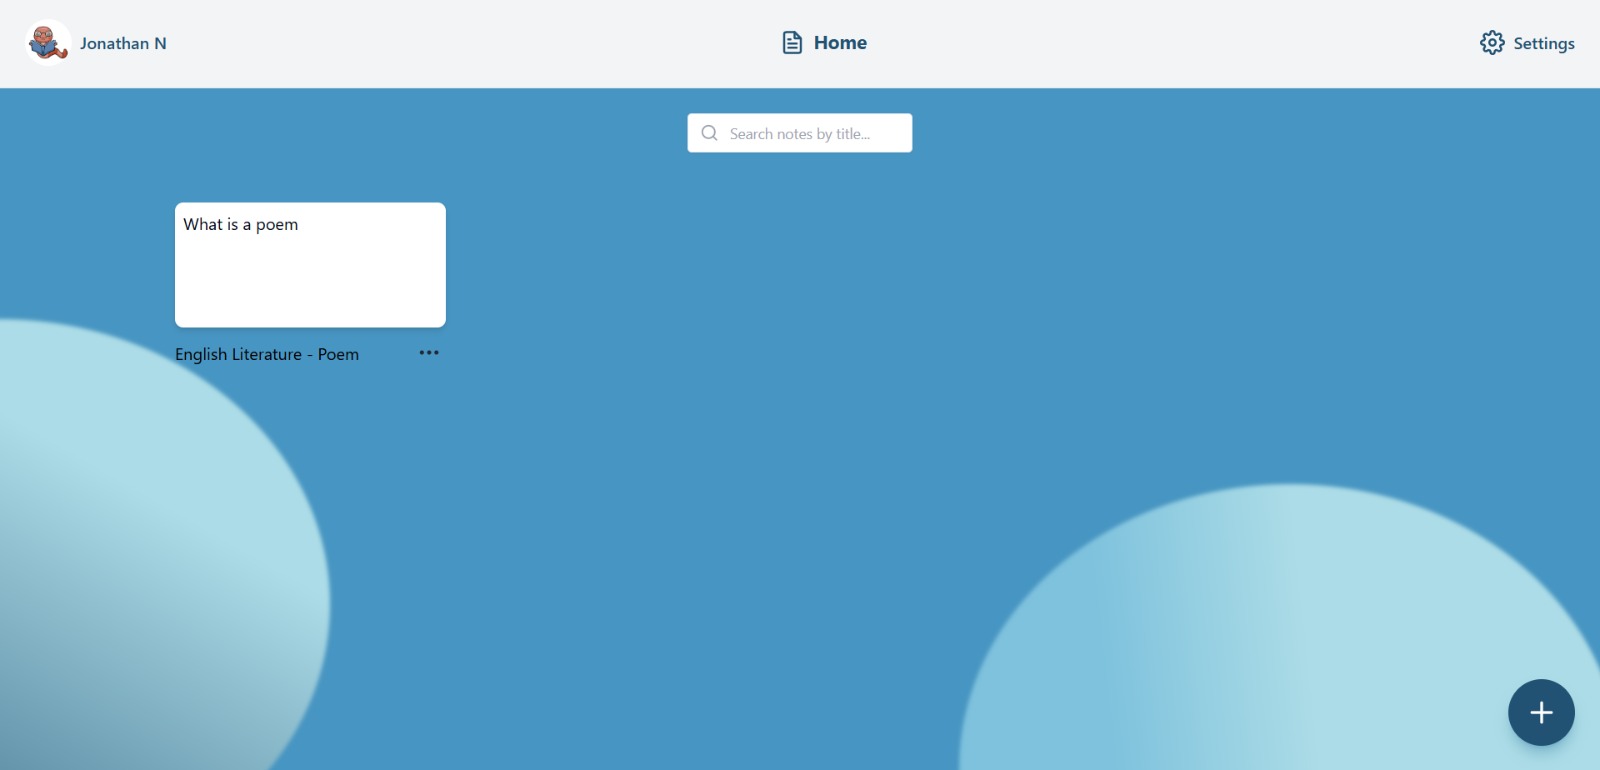 Jonathan N
Home
Settings
Search notes by title...
What is a poem
English Literature - Poem